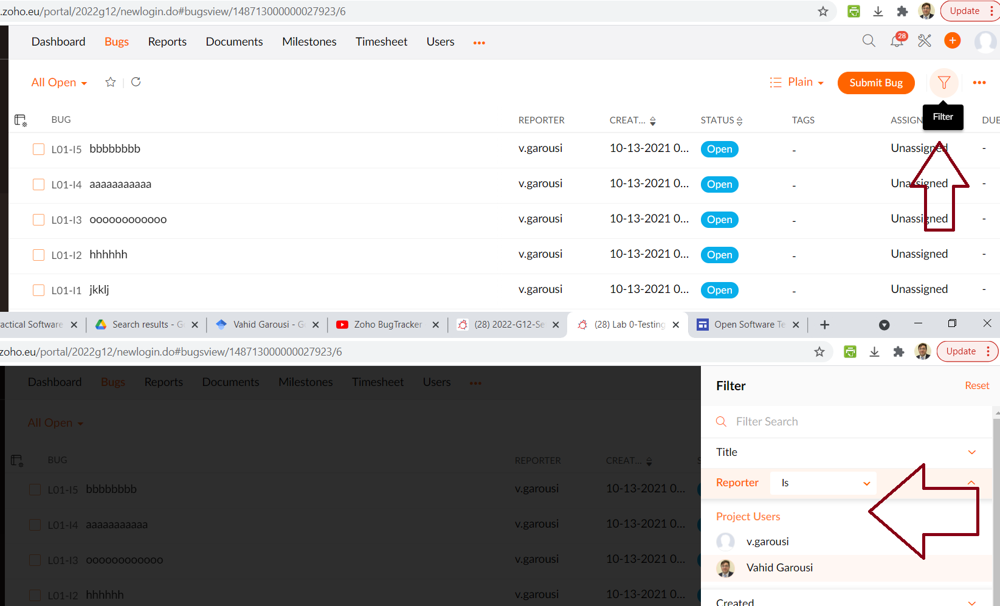 .zoho.eu/portal/2022g12/newlogin.do#bugsview/148713000000027923/6 Update
Dashboard Bugs Reports Documents Milestones Timesheet Users 28
All Open Plain Submit Bug
Filter
BUG REPORTER CREAT... STATUS TAGS ASSIGN DUE
L01-I5 bbbbbbbb v.garousi 10-13-2021 0... Open - Unassigned -
L01-I4 aaaaaaaaaaa v.garousi 10-13-2021 0... Open - Unassigned -
L01-I3 oooooooooooo v.garousi 10-13-2021 0... Open - Unassigned -
L01-I2 hhhhhh v.garousi 10-13-2021 0... Open - Unassigned -
L01-I1 jkklj v.garousi 10-13-2021 0... Open - Unassigned -
actical Software Search results - G Vahid Garousi - G Zoho BugTracker (28) 2022-G12-Se (28) Lab 0-Testing Open Software Te
zoho.eu/portal/2022g12/newlogin.do#bugsview/148713000000027923/6 Update
Dashboard Bugs Reports Documents Milestones Timesheet Users
Filter Reset
All Open
Filter Search
Title
BUG REPORTER CREAT... S
Reporter Is
L01-I5 bbbbbbbb v.garousi 10-13-2021 0...
Project Users
L01-I4 aaaaaaaaaaa v.garousi 10-13-2021 0...
v.garousi
L01-I3 oooooooooooo v.garousi 10-13-2021 0...
Vahid Garousi
L01-I2 hhhhhh v.garousi 10-13-2021 0...
Created